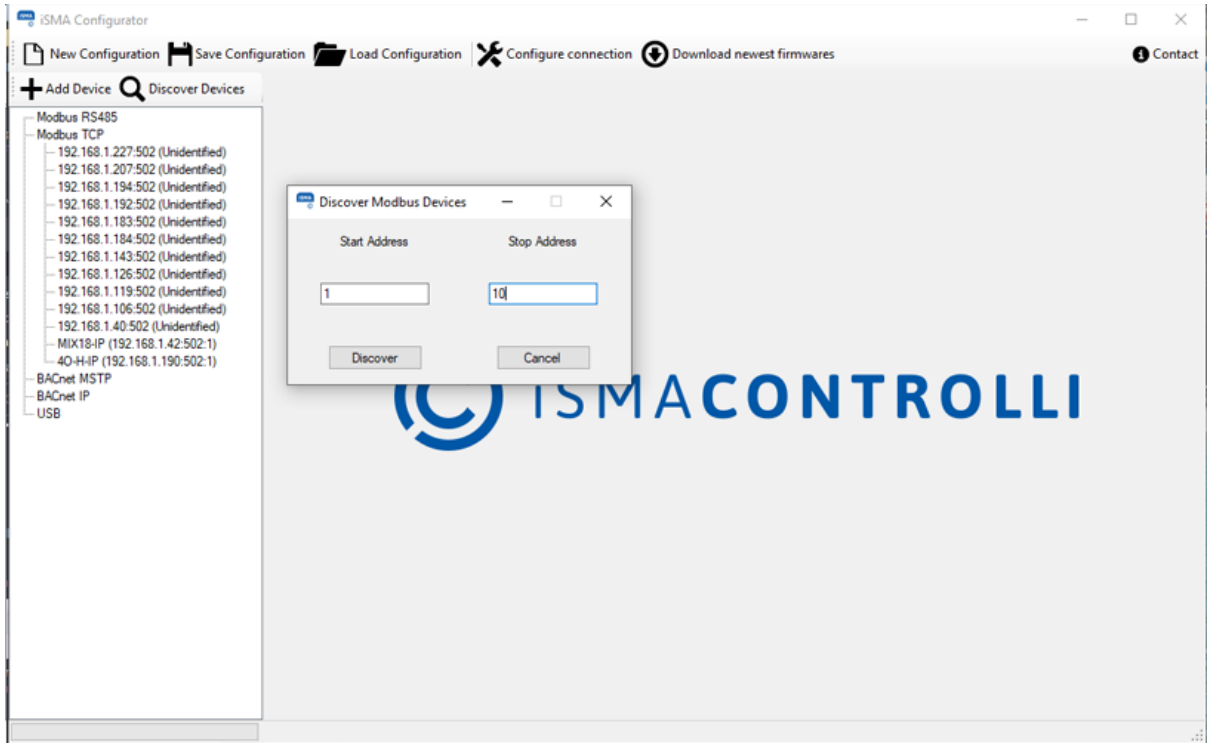 iSMA Configurator
New Configuration Save Configuration Load Configuration Configure connection Download newest firmwares Contact
Add Device Discover Devices
Modbus RS485
Modbus TCP
192.168.1.227:502 (Unidentified)
192.168.1.207:502 (Unidentified)
192.168.1.194:502 (Unidentified)
192.168.1.192:502 (Unidentified)
192.168.1.183:502 (Unidentified)
192.168.1.184:502 (Unidentified)
192.168.1.143:502 (Unidentified)
192.168.1.126:502 (Unidentified)
192.168.1.119:502 (Unidentified)
192.168.1.106:502 (Unidentified)
192.168.1.40:502 (Unidentified)
MIX18-IP (192.168.1.42:502:1)
4O-H-IP (192.168.1.190:502:1)
BACnet MSTP
BACnet IP
USB
Discover Modbus Devices
Start Address Stop Address
1 10
Discover Cancel
iSMACONTROLLI